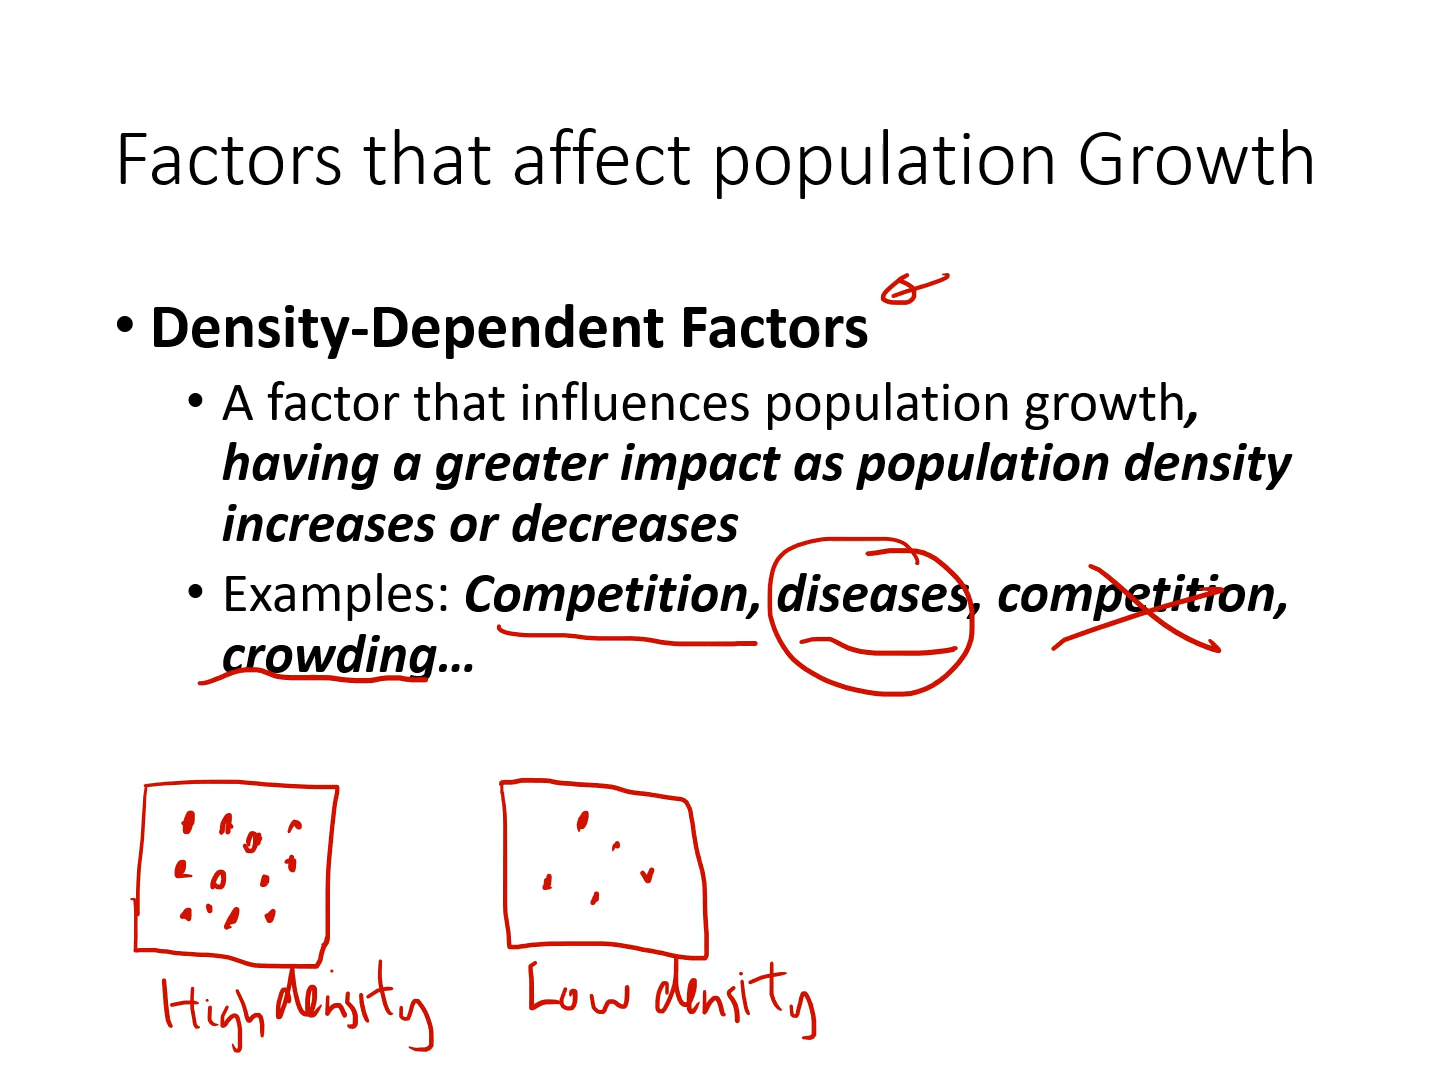 Factors that affect population Growth
• Density-Dependent Factors
• A factor that influences population growth,
having a greater impact as population density
increases or decreases
• Examples: Competition, diseases, competition,
crowding…
High density
Low density